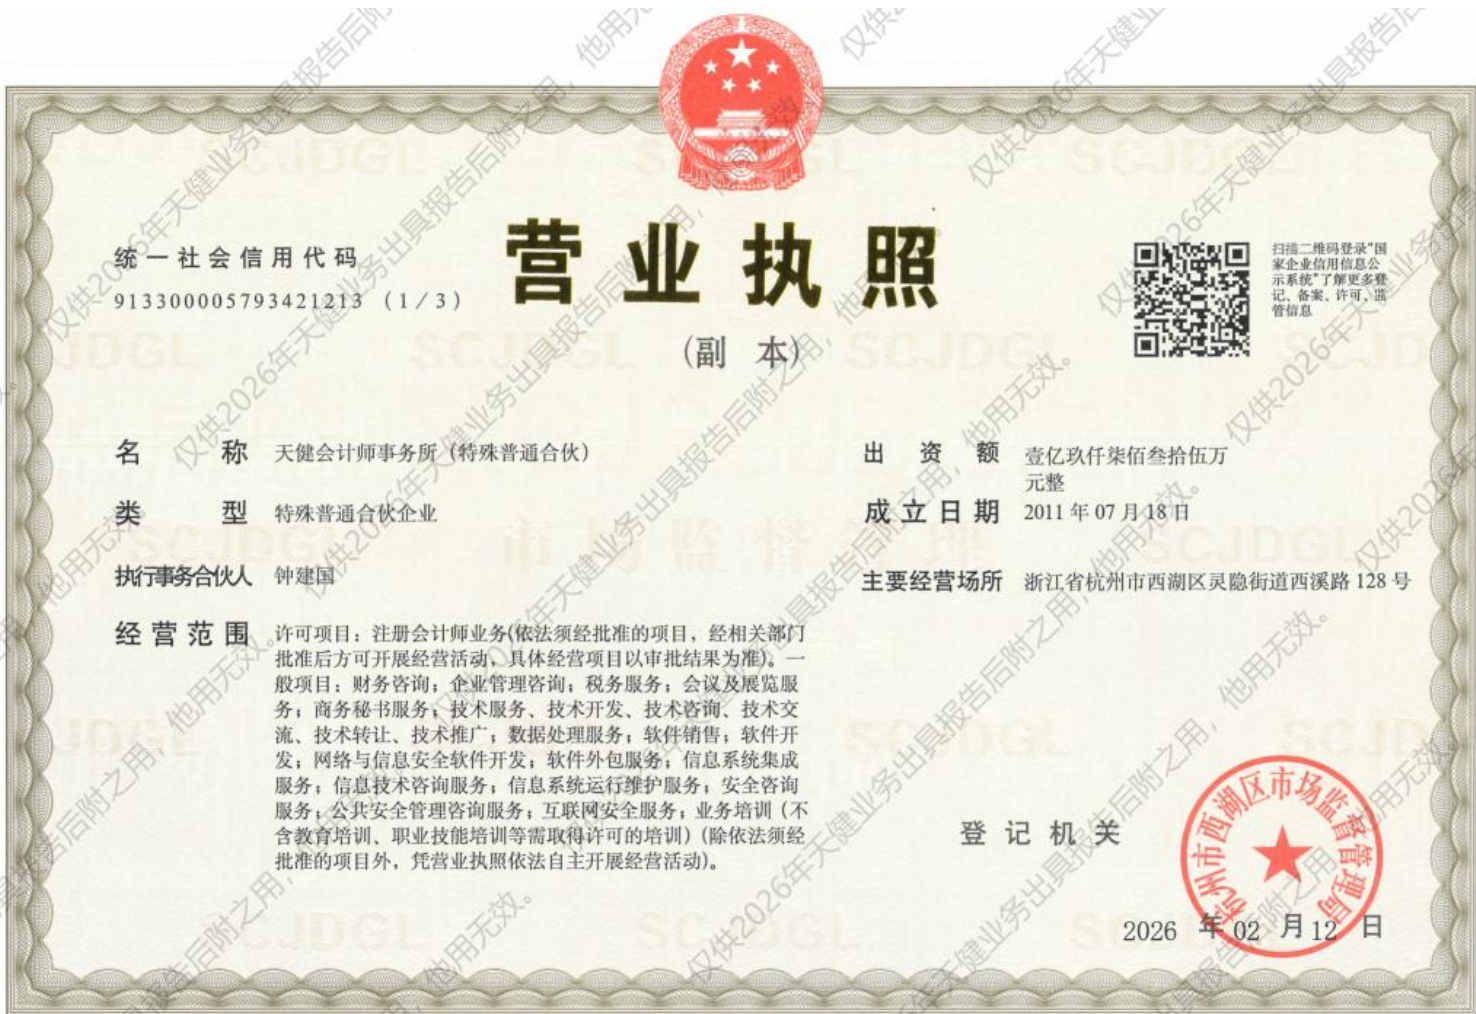 营业执照
(副 本)
统一社会信用代码
913300005793421213 (1/3)
扫描二维码登录“国
家企业信用信息公
示系统”了解更多登
记、备案、许可、监
管信息
名 称 天健会计师事务所（特殊普通合伙）
类 型 特殊普通合伙企业
执行事务合伙人 钟建国
经营范围 许可项目：注册会计师业务(依法须经批准的项目，经相关部门
批准后方可开展经营活动，具体经营项目以审批结果为准)。一
般项目：财务咨询；企业管理咨询；税务服务；会议及展览服
务；商务秘书服务；技术服务、技术开发、技术咨询、技术交
流、技术转让、技术推广；数据处理服务；软件销售；软件开
发；网络与信息安全软件开发；软件外包服务；信息系统集成
服务；信息技术咨询服务；信息系统运行维护服务；安全咨询
服务；公共安全管理咨询服务；互联网安全服务；业务培训（不
含教育培训、职业技能培训等需取得许可的培训）(除依法须经
批准的项目外，凭营业执照依法自主开展经营活动)。
出 资 额 壹亿玖仟柒佰叁拾伍万
元整
成立日期 2011年07月18日
主要经营场所 浙江省杭州市西湖区灵隐街道西溪路128号
登记机关
杭州市西湖区市场监督管理局
2026 年 02 月 12 日
仅供2026年天健业务出具报告后附之用，他用无效。
SCJDGL
市场监督管理